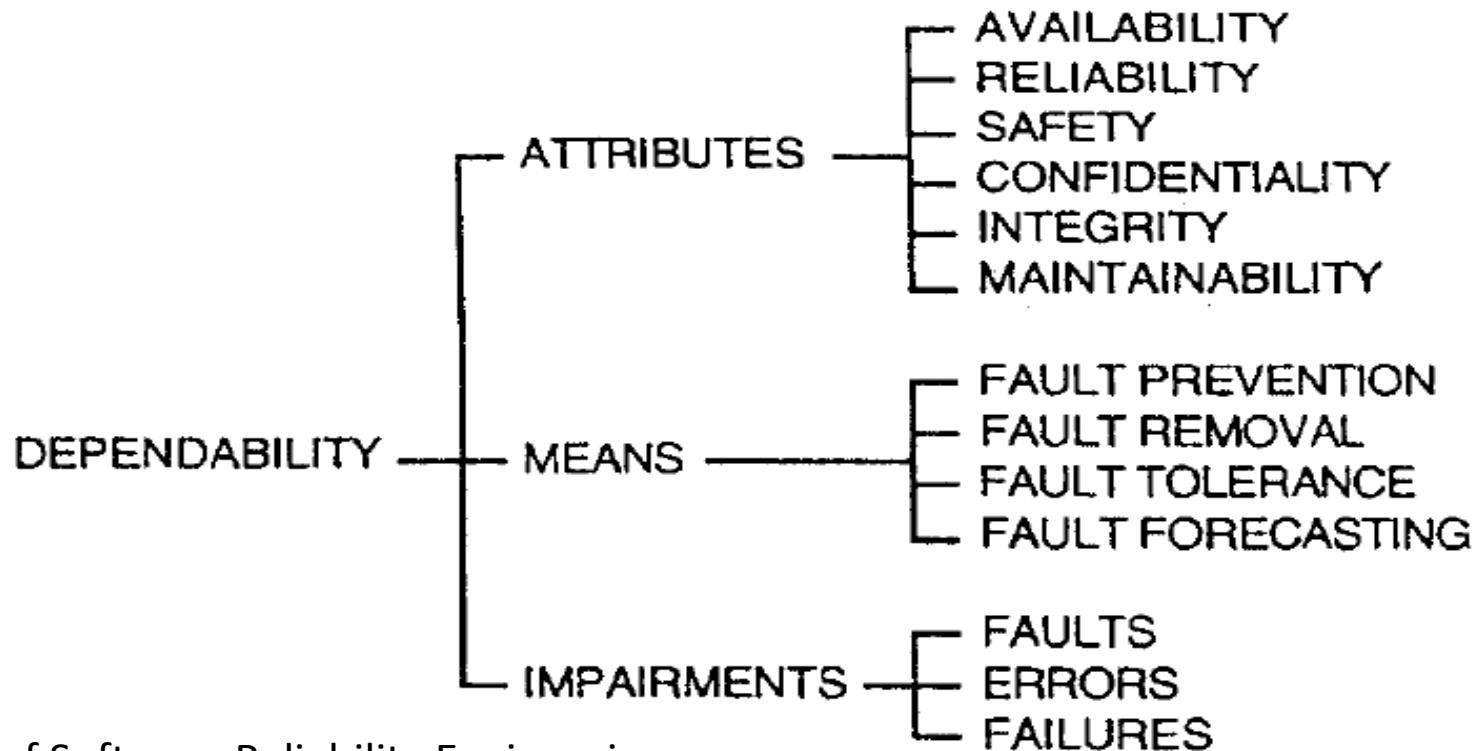 AVAILABILITY
RELIABILITY
SAFETY
ATTRIBUTES
CONFIDENTIALITY
INTEGRITY
MAINTAINABILITY
FAULT PREVENTION
FAULT REMOVAL
DEPENDABILITY
MEANS
FAULT TOLERANCE
FAULT FORECASTING
FAULTS
IMPAIRMENTS
ERRORS
FAILURES